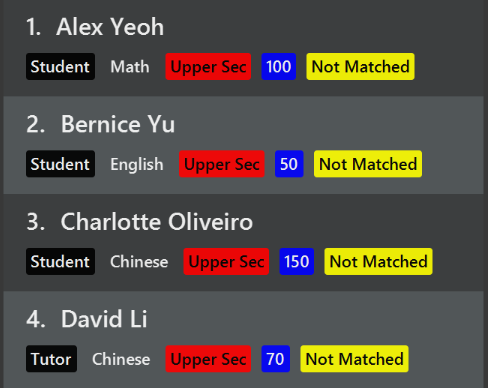 1. Alex Yeoh
Student Math Upper Sec 100 Not Matched
2. Bernice Yu
Student English Upper Sec 50 Not Matched
3. Charlotte Oliveiro
Student Chinese Upper Sec 150 Not Matched
4. David Li
Tutor Chinese Upper Sec 70 Not Matched